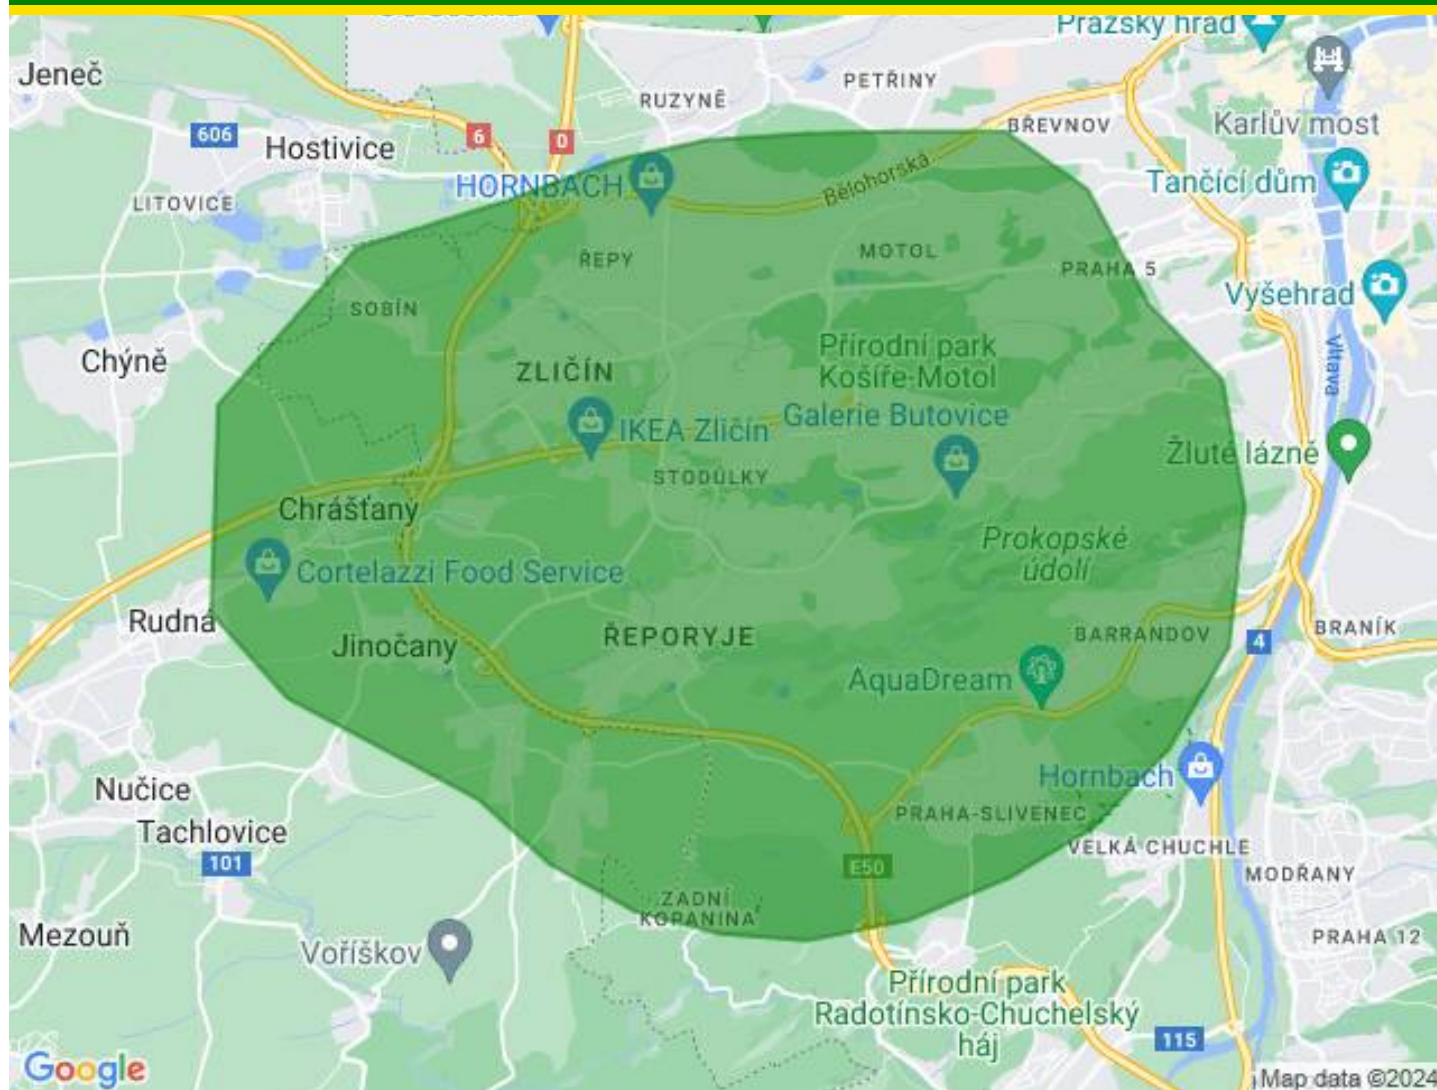 Pražský hrad
Jeneč
PETŘINY
RUZYNĚ
606
6
0
BŘEVNOV
Karlův most
Hostivice
HORNBACH
Bělohorská
Tančící dům
LITOVICE
ŘEPY
MOTOL
PRAHA 5
Vyšehrad
SOBÍN
Chýně
ZLIČÍN
Přírodní park
Košíře-Motol
Vltava
IKEA Zličín
Galerie Butovice
Žluté lázně
STODŮLKY
Chrášťany
Prokopské
údolí
Cortelazzi Food Service
Rudná
Jinočany
ŘEPORYJE
BARRANDOV
4
BRANÍK
AquaDream
Nučice
Hornbach
Tachlovice
PRAHA-SLIVENEC
VELKÁ CHUCHLE
101
E50
MODŘANY
ZADNÍ
KOPANINA
Mezouň
Voříškov
PRAHA 12
Přírodní park
Radotínsko-Chuchelský
háj
115
Google
Map data ©2024